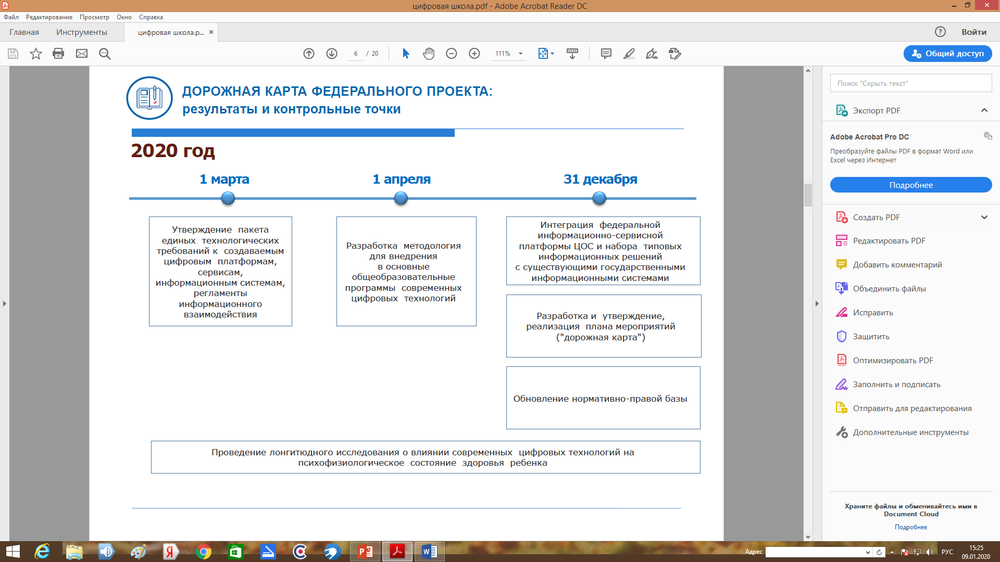 цифровая школа.pdf - Adobe Acrobat Reader DC
Файл Редактирование Просмотр Окно Справка
Главная Инструменты цифровая школа.р... × Войти
6 / 20 111% Общий доступ
ДОРОЖНАЯ КАРТА ФЕДЕРАЛЬНОГО ПРОЕКТА:
результаты и контрольные точки
2020 год
1 марта
1 апреля
31 декабря
Утверждение пакета
единых технологических
требований к создаваемым
цифровым платформам,
сервисам,
информационным системам,
регламенты
информационного
взаимодействия
Разработка методология
для внедрения
в основные
общеобразовательные
программы современных
цифровых технологий
Интеграция федеральной
информационно-сервисной
платформы ЦОС и набора типовых
информационных решений
с существующими государственными
информационными системами
Разработка и утверждение,
реализация плана мероприятий
("дорожная карта")
Обновление нормативно-правой базы
Проведение лонгитюдного исследования о влиянии современных цифровых технологий на
психофизиологическое состояние здоровья ребенка
Поиск "Скрыть текст"
Экспорт PDF
Adobe Acrobat Pro DC
Преобразуйте файлы PDF в формат Word или
Excel через Интернет
Подробнее
Создать PDF
Редактировать PDF
Добавить комментарий
Объединить файлы
Исправить
Защитить
Оптимизировать PDF
Заполнить и подписать
Отправить для редактирования
Дополнительные инструменты
Храните файлы и обменивайтесь ими в
Document Cloud
Подробнее
Адрес РУС 15:25
09.01.2020